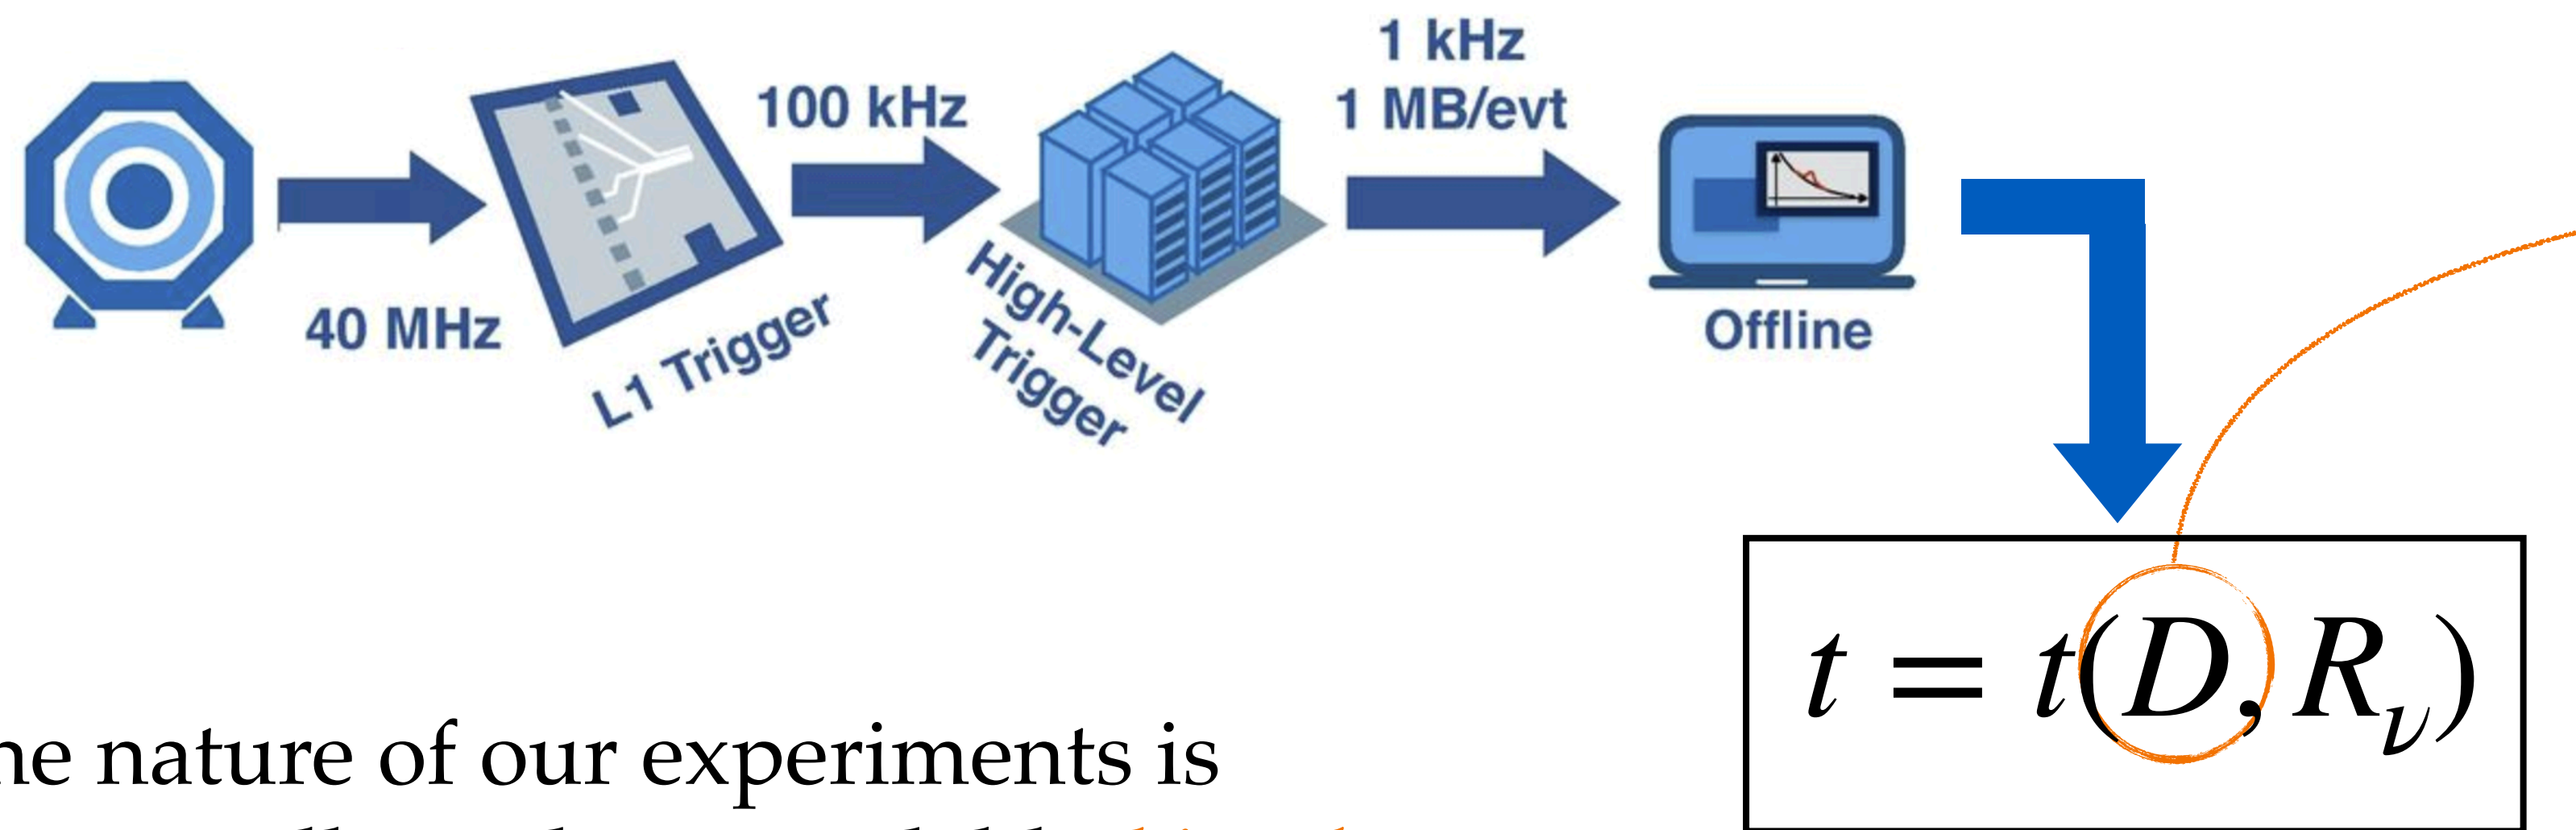 40 MHz
L1 Trigger
100 kHz
High-Level
Trigger
1 kHz
1 MB/evt
Offline
t = t(D, R_ν)
nature of our experiments is